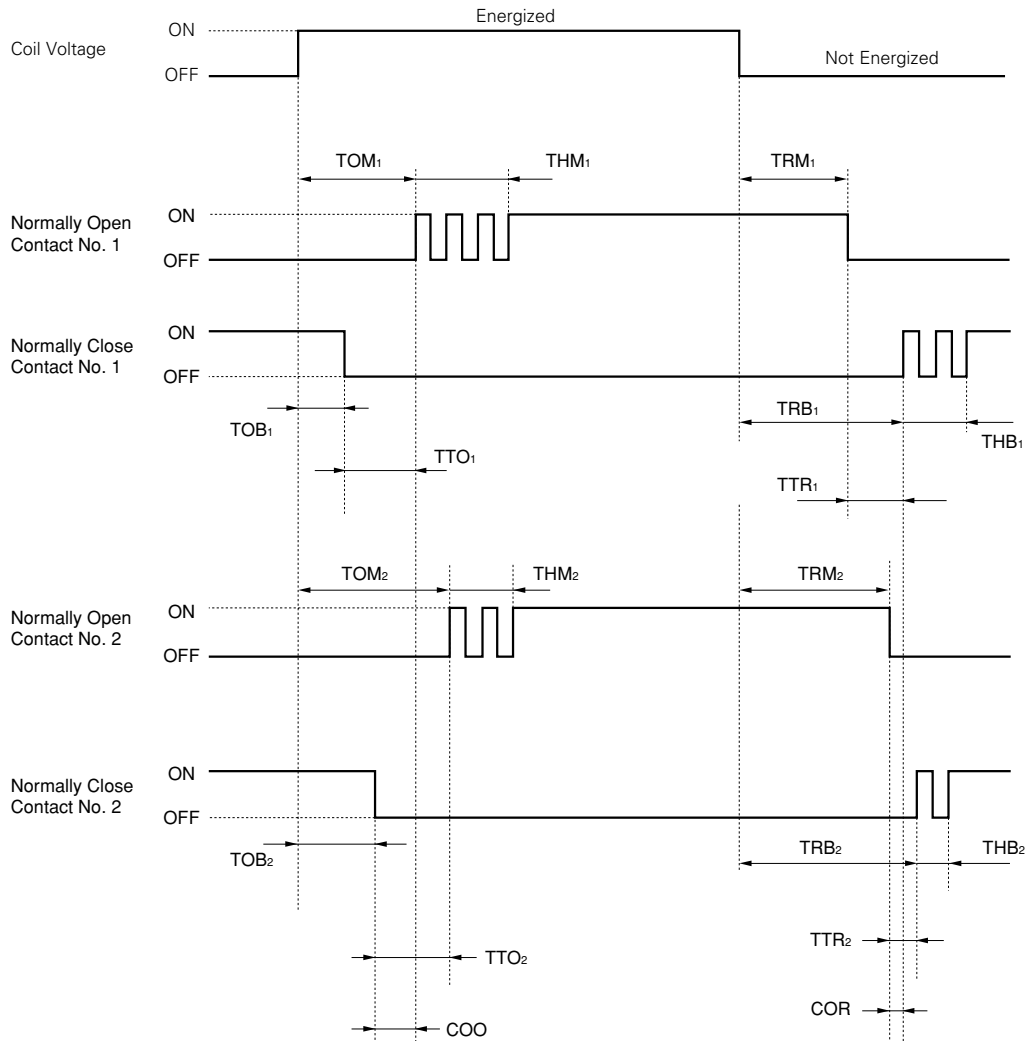 Energized
ON
Coil Voltage
OFF
Not Energized
TOM₁
THM₁
TRM₁
ON
Normally Open
Contact No. 1
OFF
ON
Normally Close
Contact No. 1
OFF
TOB₁
TRB₁
THB₁
TTO₁
TTR₁
TOM₂
THM₂
TRM₂
ON
Normally Open
Contact No. 2
OFF
ON
Normally Close
Contact No. 2
OFF
TOB₂
TRB₂
THB₂
TTR₂
TTO₂
COR
COO